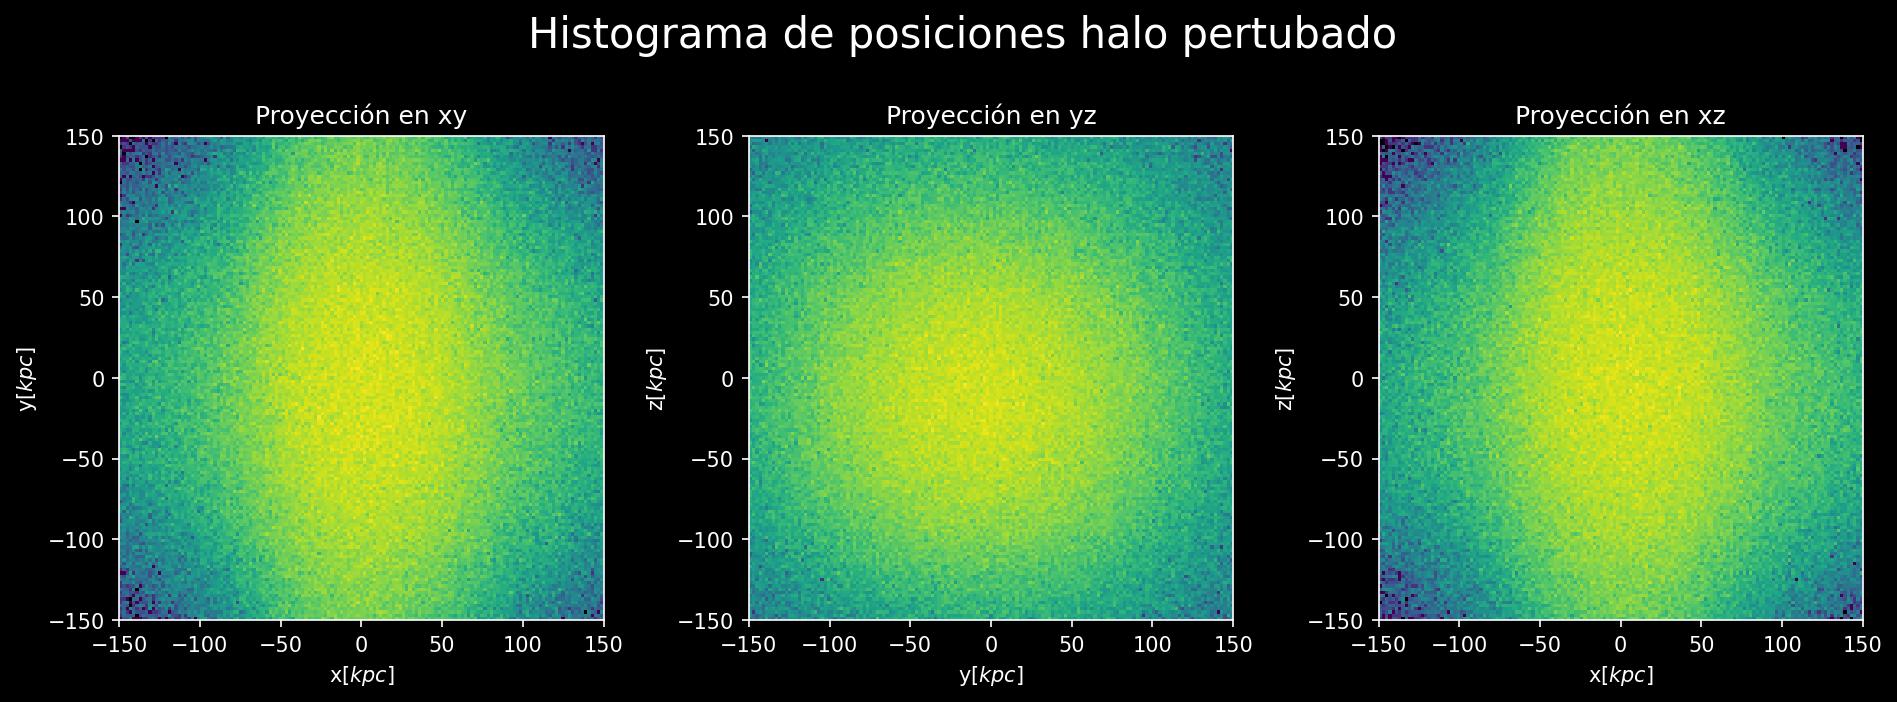 Histograma de posiciones halo pertubado
Proyección en xy
Proyección en yz
Proyección en xz
150
100
50
0
−50
−100
−150
y[kpc]
−150 −100 −50 0 50 100 150
x[kpc]
150
100
50
0
−50
−100
−150
z[kpc]
−150 −100 −50 0 50 100 150
y[kpc]
150
100
50
0
−50
−100
−150
z[kpc]
−150 −100 −50 0 50 100 150
x[kpc]